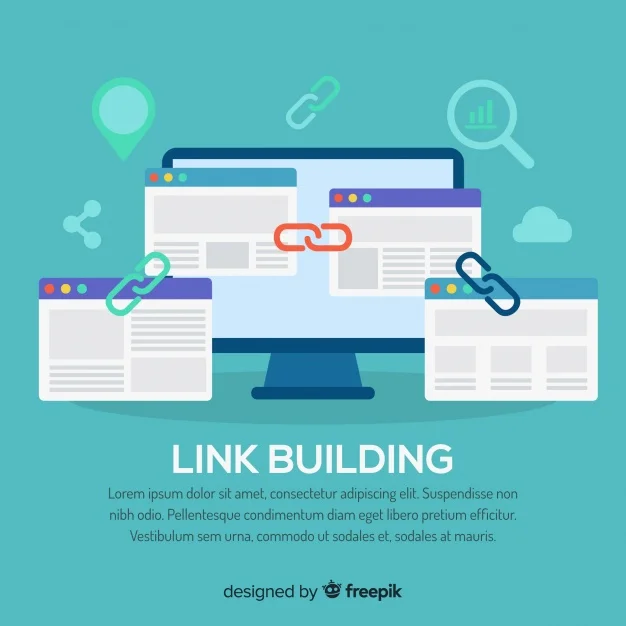 LINK BUILDING
Lorem ipsum dolor sit amet, consectetur adipiscing elit. Suspendisse non
nibh odio. Pellentesque condimentum diam eget libero pretium efficitur.
Vestibulum sem urna, commodo ut sodales et, sodales at mauris.
designed by freepik